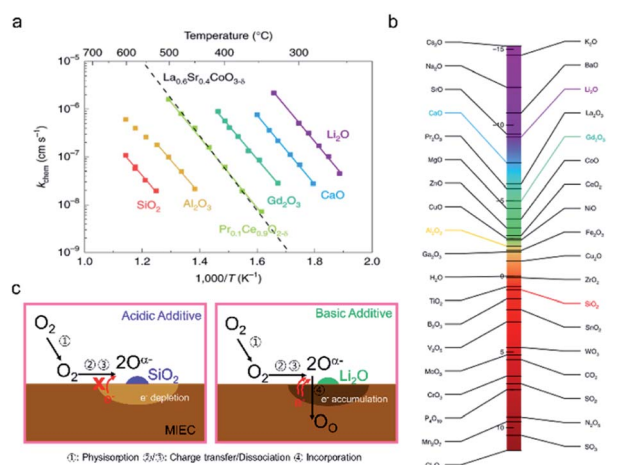 a
Temperature (°C)
700 600 500 400 300
La0.6Sr0.4CoO3-δ
10⁻⁵
10⁻⁶
10⁻⁷
10⁻⁸
10⁻⁹
kchem (cm s⁻¹)
Li2O
CaO
Gd2O3
Al2O3
SiO2
Pr0.1Ce0.9O2-δ
1.0 1.2 1.4 1.6 1.8 2.0
1,000/T (K⁻¹)
b
Cs2O
Na2O
SrO
CaO
Pr2O3
MgO
ZnO
CuO
Al2O3
Ga2O3
H2O
TiO2
B2O3
V2O5
MoO3
CrO3
P4O10
Mn2O7
-15
-10
-5
0
5
10
K2O
BaO
Li2O
La2O3
Gd2O3
CoO
CeO2
NiO
Fe2O3
Cu2O
ZrO2
SiO2
SnO2
WO3
CO2
SO2
N2O5
SO3
c
Acidic Additive
O2
①
O2
②③
2Oα-
SiO2
e⁻ depletion
MIEC
Basic Additive
O2
①
O2
②③
2Oα-
Li2O
④
e⁻ accumulation
OO
①: Physisorption ②/③: Charge transfer/Dissociation ④: Incorporation